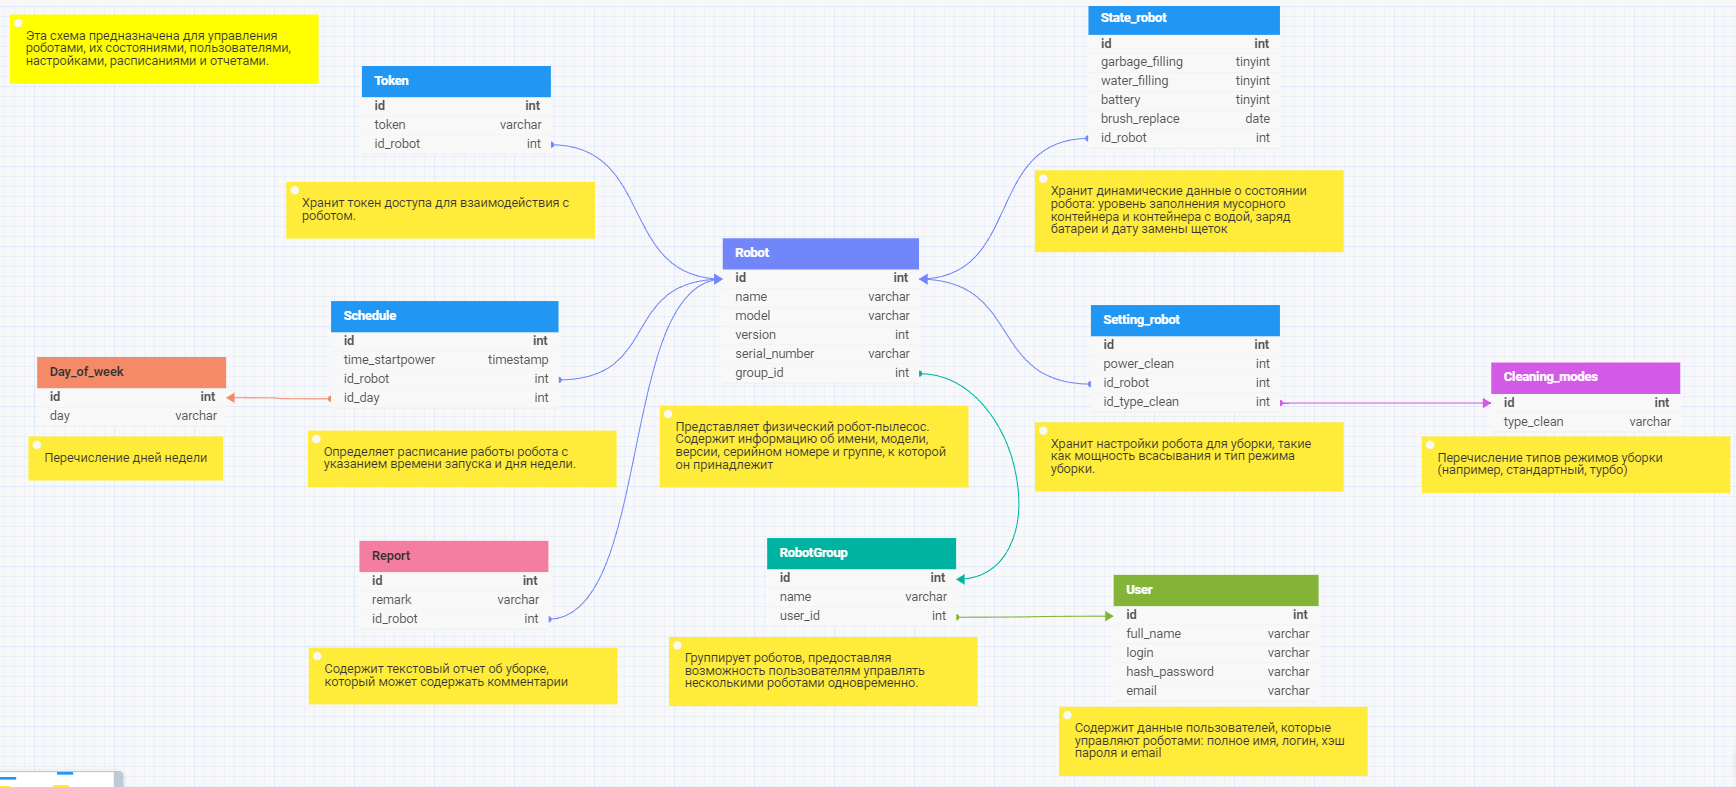 Эта схема предназначена для управления
роботами, их состояниями, пользователями,
настройками, расписаниями и отчетами.
Token
id int
token varchar
id_robot int
Хранит токен доступа для взаимодействия с
роботом.
State_robot
id int
garbage_filling tinyint
water_filling tinyint
battery tinyint
brush_replace date
id_robot int
Хранит динамические данные о состоянии
робота: уровень заполнения мусорного
контейнера и контейнера с водой, заряд
батареи и дату замены щеток
Robot
id int
name varchar
model varchar
version int
serial_number varchar
group_id int
Представляет физический робот-пылесос.
Содержит информацию об имени, модели,
версии, серийном номере и группе, к которой
он принадлежит
Schedule
id int
time_startpower timestamp
id_robot int
id_day int
Определяет расписание работы робота с
указанием времени запуска и дня недели.
Day_of_week
id int
day varchar
Перечисление дней недели
Setting_robot
id int
power_clean int
id_robot int
id_type_clean int
Хранит настройки робота для уборки, такие
как мощность всасывания и тип режима
уборки.
Cleaning_modes
id int
type_clean varchar
Перечисление типов режимов уборки
(например, стандартный, турбо)
Report
id int
remark varchar
id_robot int
Содержит текстовый отчет об уборке,
который может содержать комментарии
RobotGroup
id int
name varchar
user_id int
Группирует роботов, предоставляя
возможность пользователям управлять
несколькими роботами одновременно.
User
id int
full_name varchar
login varchar
hash_password varchar
email varchar
Содержит данные пользователей, которые
управляют роботами: полное имя, логин, хэш
пароля и email